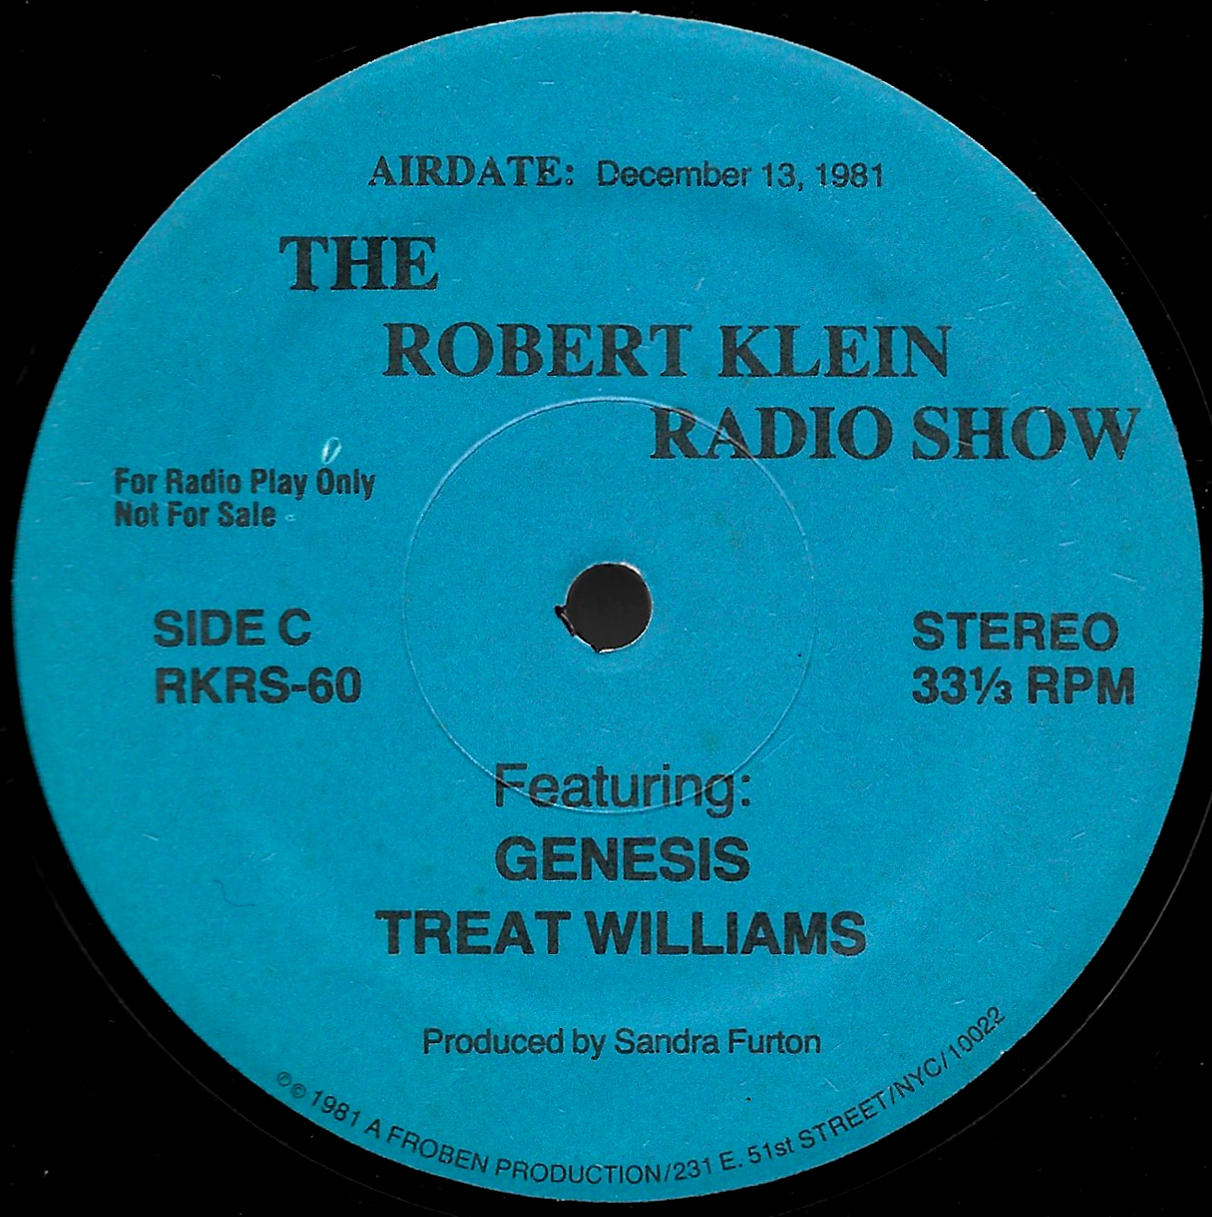 AIRDATE: December 13, 1981
THE
ROBERT KLEIN
RADIO SHOW
For Radio Play Only
Not For Sale
SIDE C
RKRS-60
STEREO
33⅓ RPM
Featuring:
GENESIS
TREAT WILLIAMS
Produced by Sandra Furton
℗© 1981 A FROBEN PRODUCTION/231 E. 51st STREET/NYC/10022